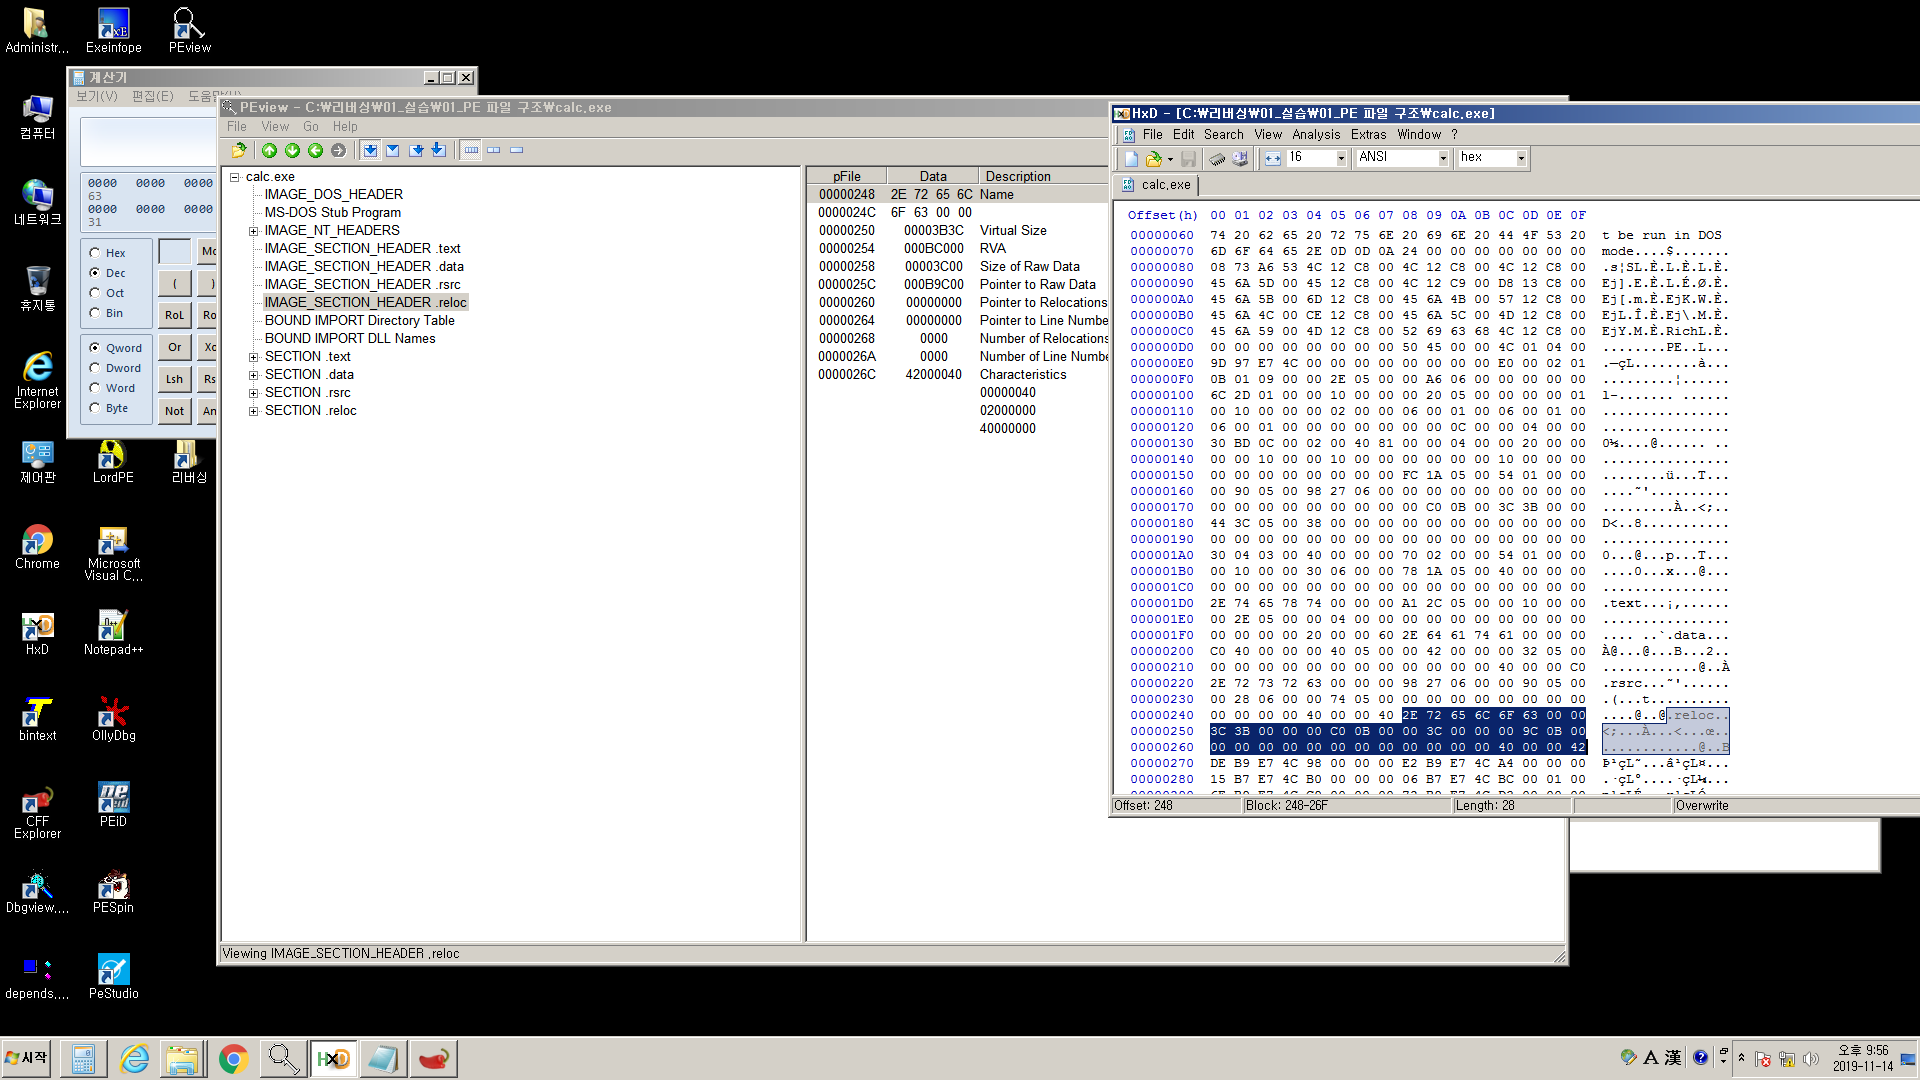 Administr...
Exeinfope
PEview
컴퓨터
네트워크
휴지통
Internet
Explorer
제어판
LordPE
리버싱
Chrome
Microsoft
Visual C...
HxD
Notepad++
bintext
OllyDbg
CFF
Explorer
PEiD
Dbgview,...
PESpin
depends,...
PeStudio
계산기
보기(V) 편집(E)
0000 0000 0000
63
0000 0000 0000
31
Hex
Dec
Oct
Bin
Qword
Dword
Word
Byte
( )
RoL
Or
Lsh
Not
PEview - C:₩리버싱₩01_실습₩01_PE 파일 구조₩calc.exe
File View Go Help
calc.exe
IMAGE_DOS_HEADER
MS-DOS Stub Program
IMAGE_NT_HEADERS
IMAGE_SECTION_HEADER .text
IMAGE_SECTION_HEADER .data
IMAGE_SECTION_HEADER .rsrc
IMAGE_SECTION_HEADER .reloc
BOUND IMPORT Directory Table
BOUND IMPORT DLL Names
SECTION .text
SECTION .data
SECTION .rsrc
SECTION .reloc
pFile Data Description
00000248 2E 72 65 6C Name
0000024C 6F 63 00 00
00000250 00003B3C Virtual Size
00000254 000BC000 RVA
00000258 00003C00 Size of Raw Data
0000025C 000B9C00 Pointer to Raw Data
00000260 00000000 Pointer to Relocations
00000264 00000000 Pointer to Line Numbe
00000268 0000 Number of Relocations
0000026A 0000 Number of Line Numbe
0000026C 42000040 Characteristics
00000040
02000000
40000000
Viewing IMAGE_SECTION_HEADER .reloc
HxD - [C:₩리버싱₩01_실습₩01_PE 파일 구조₩calc.exe]
File Edit Search View Analysis Extras Window ?
16 ANSI hex
calc.exe
Offset(h) 00 01 02 03 04 05 06 07 08 09 0A 0B 0C 0D 0E 0F
00000060 74 20 62 65 20 72 75 6E 20 69 6E 20 44 4F 53 20 t be run in DOS
00000070 6D 6F 64 65 2E 0D 0D 0A 24 00 00 00 00 00 00 00 mode....$.......
00000080 08 73 A6 53 4C 12 C8 00 4C 12 C8 00 4C 12 C8 00 .s¦SL.È.L.È.L.È.
00000090 45 6A 5D 00 45 12 C8 00 4C 12 C9 00 D8 13 C8 00 Ej].E.È.L.É.Ø.È.
000000A0 45 6A 5B 00 6D 12 C8 00 45 6A 4B 00 57 12 C8 00 Ej[.m.È.EjK.W.È.
000000B0 45 6A 4C 00 CE 12 C8 00 45 6A 5C 00 4D 12 C8 00 EjL.Î.È.Ej\.M.È.
000000C0 45 6A 59 00 4D 12 C8 00 52 69 63 68 4C 12 C8 00 EjY.M.È.RichL.È.
000000D0 00 00 00 00 00 00 00 00 50 45 00 00 4C 01 04 00 ........PE..L...
000000E0 9D 97 E7 4C 00 00 00 00 00 00 00 00 E0 00 02 01 .—çL........à...
000000F0 0B 01 09 00 00 2E 05 00 00 A6 06 00 00 00 00 00 .........¦......
00000100 6C 2D 01 00 00 10 00 00 00 20 05 00 00 00 00 01 l-....... ......
00000110 00 10 00 00 00 02 00 00 06 00 01 00 06 00 01 00 ................
00000120 06 00 01 00 00 00 00 00 00 00 0C 00 00 04 00 00 ................
00000130 30 BD 0C 00 02 00 40 81 00 00 04 00 00 20 00 00 0½....@...... ..
00000140 00 00 10 00 00 10 00 00 00 00 00 00 10 00 00 00 ................
00000150 00 00 00 00 00 00 00 00 FC 1A 05 00 54 01 00 00 ........ü...T...
00000160 00 90 05 00 98 27 06 00 00 00 00 00 00 00 00 00 ....˜'..........
00000170 00 00 00 00 00 00 00 00 00 C0 0B 00 3C 3B 00 00 .........À..<;..
00000180 44 3C 05 00 38 00 00 00 00 00 00 00 00 00 00 00 D<..8...........
00000190 00 00 00 00 00 00 00 00 00 00 00 00 00 00 00 00 ................
000001A0 30 04 03 00 40 00 00 00 70 02 00 00 54 01 00 00 0...@...p...T...
000001B0 00 10 00 00 30 06 00 00 78 1A 05 00 40 00 00 00 ....0...x...@...
000001C0 00 00 00 00 00 00 00 00 00 00 00 00 00 00 00 00 ................
000001D0 2E 74 65 78 74 00 00 00 A1 2C 05 00 00 10 00 00 .text...¡,......
000001E0 00 2E 05 00 00 04 00 00 00 00 00 00 00 00 00 00 ................
000001F0 00 00 00 00 20 00 00 60 2E 64 61 74 61 00 00 00 .... ..`.data...
00000200 C0 40 00 00 00 40 05 00 00 42 00 00 00 32 05 00 À@...@...B...2..
00000210 00 00 00 00 00 00 00 00 00 00 00 00 40 00 00 C0 ............@..À
00000220 2E 72 73 72 63 00 00 00 98 27 06 00 00 90 05 00 .rsrc...˜'......
00000230 00 28 06 00 00 74 05 00 00 00 00 00 00 00 00 00 .(...t..........
00000240 00 00 00 00 40 00 00 40 2E 72 65 6C 6F 63 00 00 ....@..@.reloc..
00000250 3C 3B 00 00 00 C0 0B 00 00 3C 00 00 00 9C 0B 00 <;...À...<...œ..
00000260 00 00 00 00 00 00 00 00 00 00 00 00 40 00 00 42 ............@..B
00000270 DE B9 E7 4C 98 00 00 00 E2 B9 E7 4C A4 00 00 00 Þ¹çL˜...â¹çL¤...
00000280 15 B7 E7 4C B0 00 00 00 06 B7 E7 4C BC 00 01 00 .·çL°....·çL¼...
Offset: 248 Block: 248-26F Length: 28 Overwrite
시작
A 漢
오후 9:56
2019-11-14